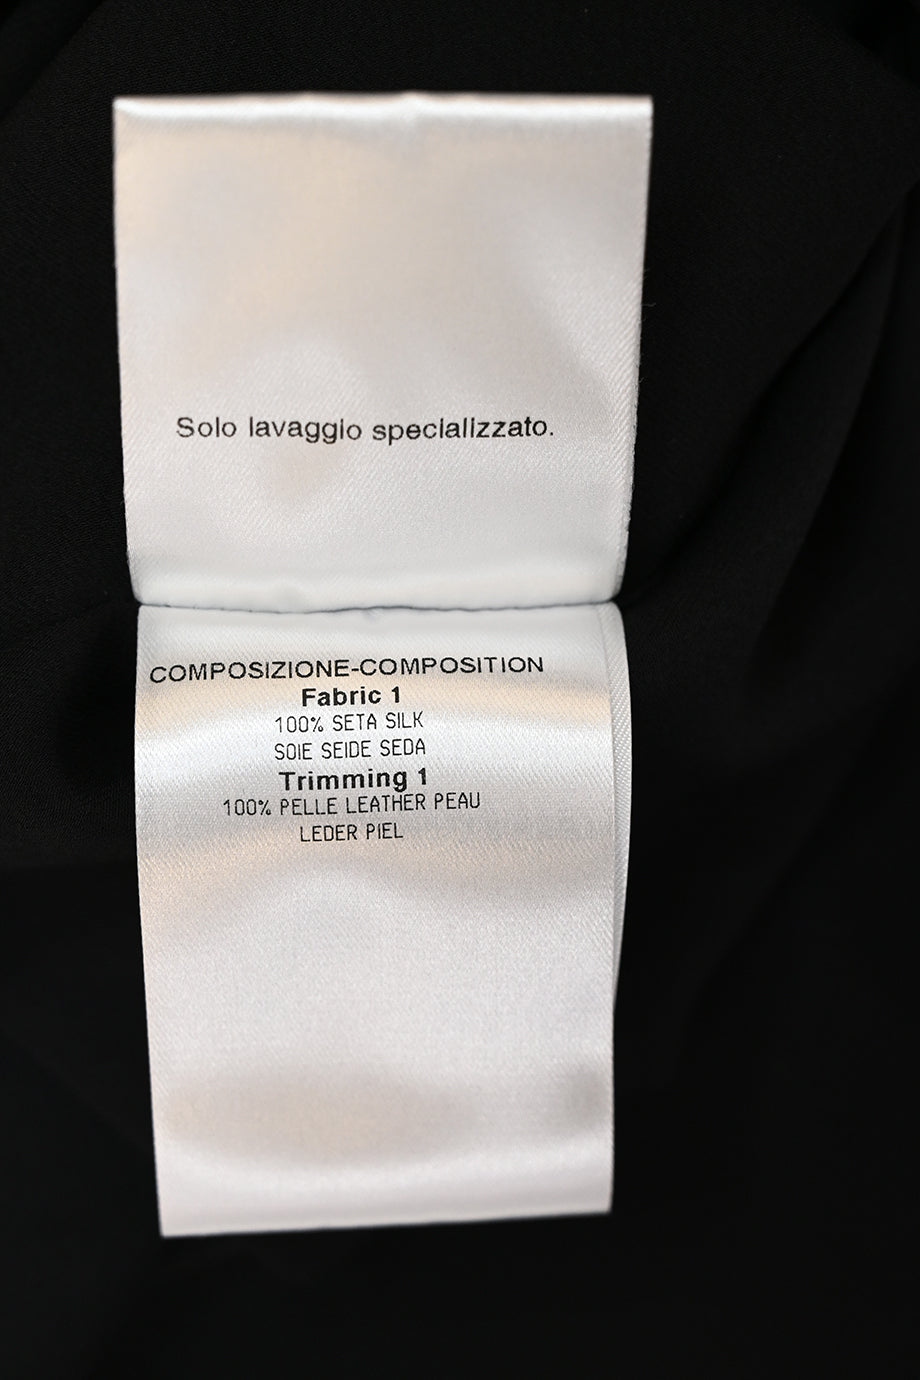 Solo lavaggio specializzato.
COMPOSIZIONE-COMPOSITION
Fabric 1
100% SETA SILK
SOIE SEIDE SEDA
Trimming 1
100% PELLE LEATHER PEAU
LEDER PIEL